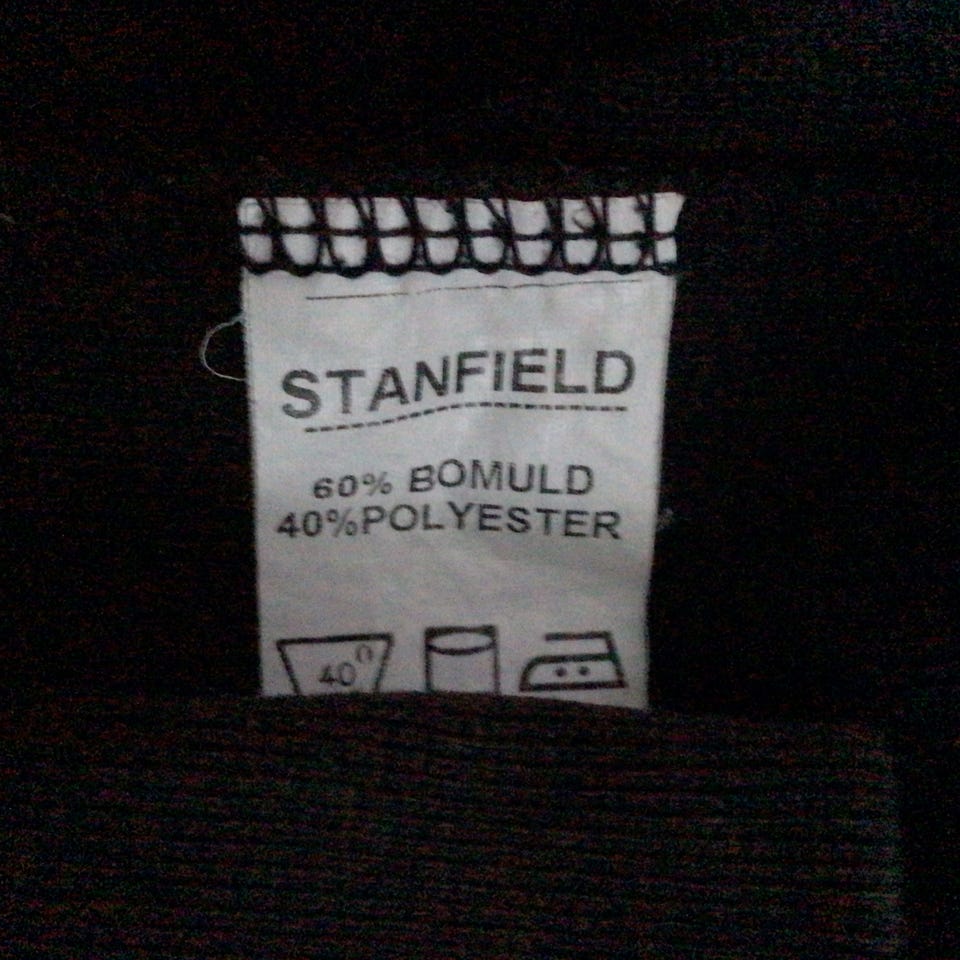 STANFIELD
60% BOMULD
40%POLYESTER
40°